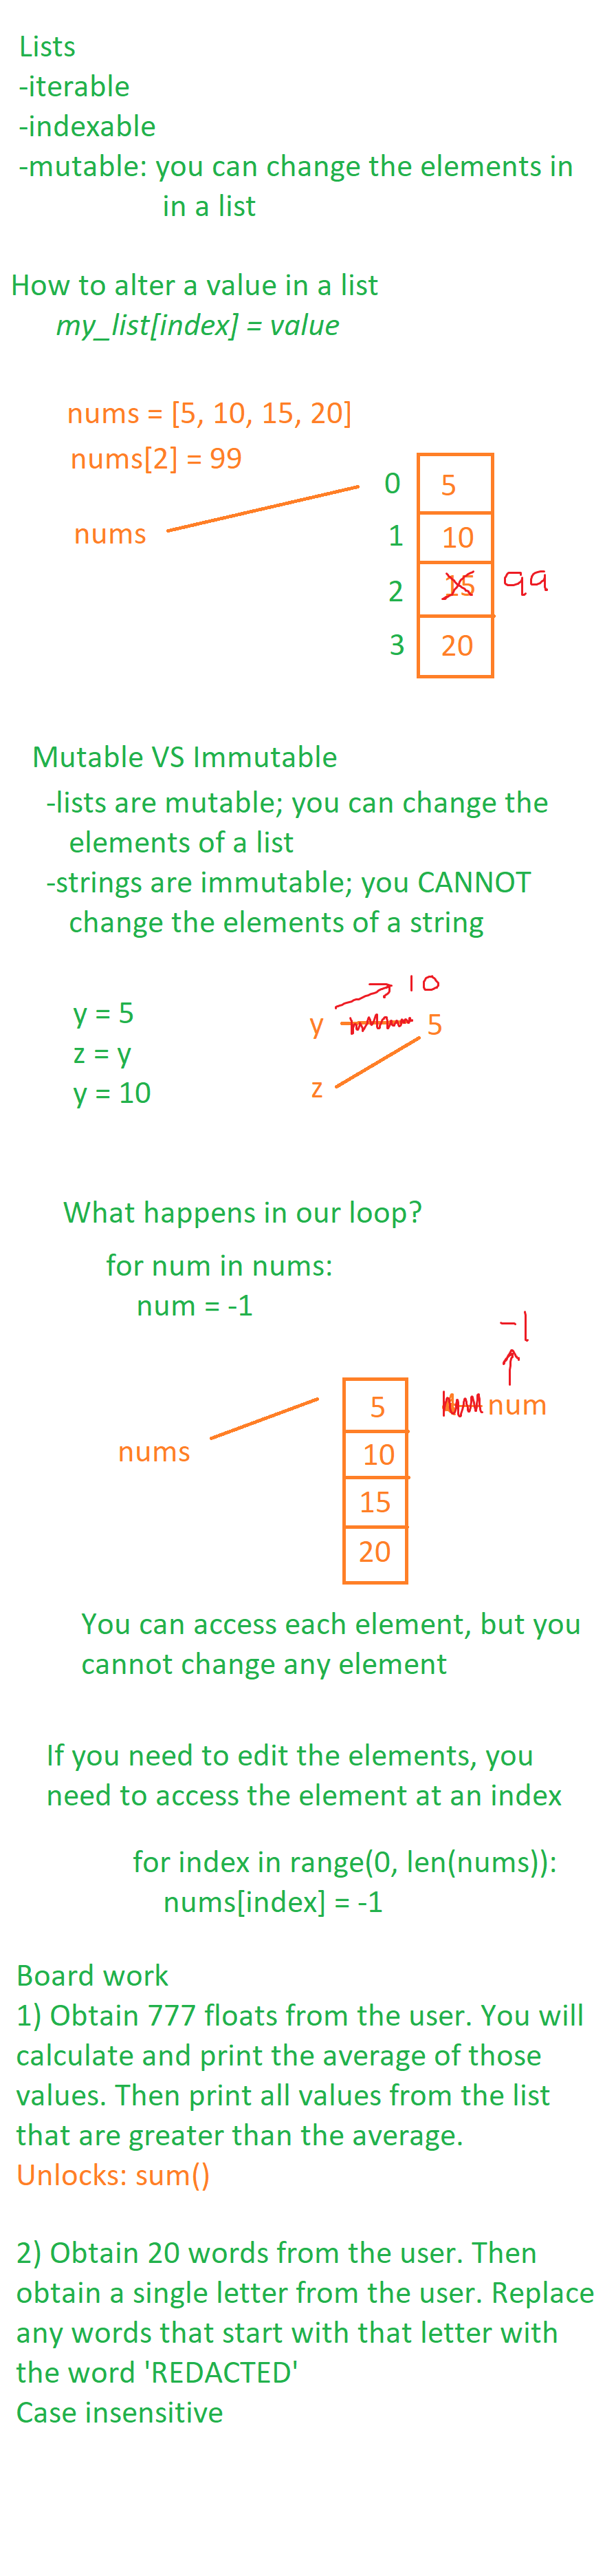 Lists
-iterable
-indexable
-mutable: you can change the elements in
in a list
How to alter a value in a list
my_list[index] = value
nums = [5, 10, 15, 20]
nums[2] = 99
nums
0 5
1 10
2 15 99
3 20
Mutable VS Immutable
-lists are mutable; you can change the
elements of a list
-strings are immutable; you CANNOT
change the elements of a string
y = 5
z = y
y = 10
10
y 5
z
What happens in our loop?
for num in nums:
num = -1
-1
nums
5 num
10
15
20
You can access each element, but you
cannot change any element
If you need to edit the elements, you
need to access the element at an index
for index in range(0, len(nums)):
nums[index] = -1
Board work
1) Obtain 777 floats from the user. You will
calculate and print the average of those
values. Then print all values from the list
that are greater than the average.
Unlocks: sum()
2) Obtain 20 words from the user. Then
obtain a single letter from the user. Replace
any words that start with that letter with
the word 'REDACTED'
Case insensitive